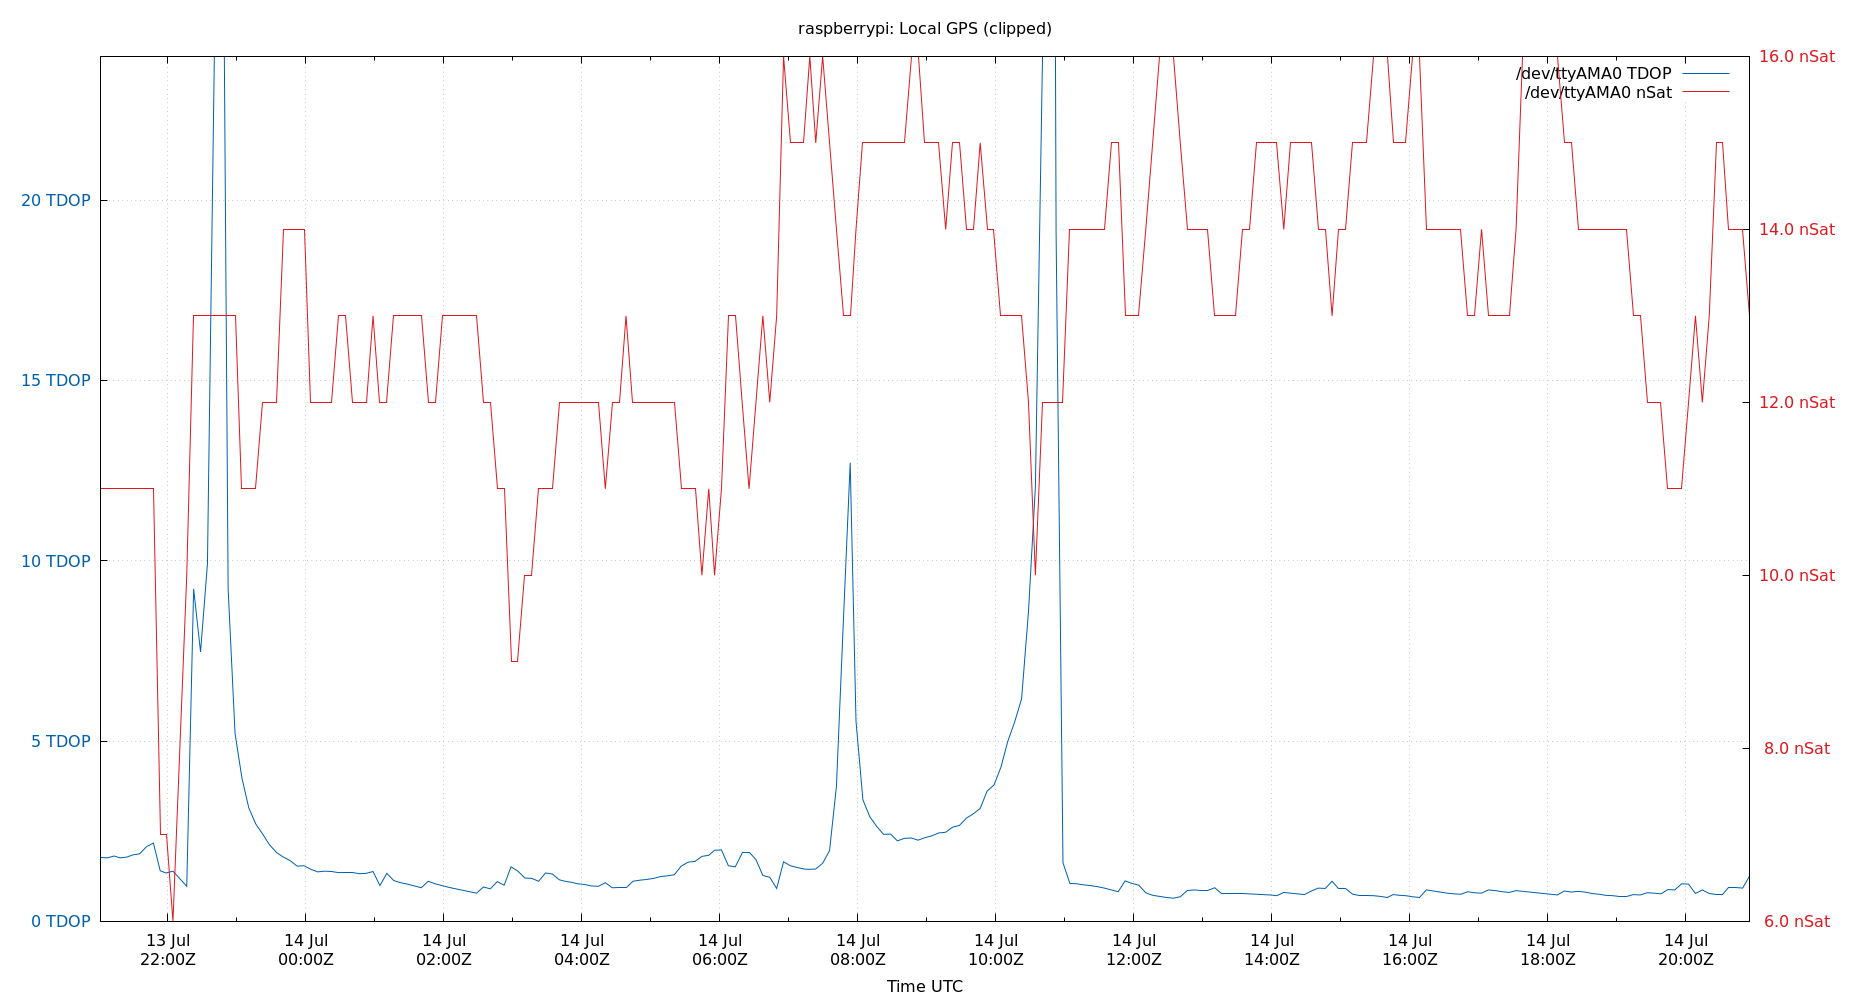 raspberrypi: Local GPS (clipped)
16.0 nSat
/dev/ttyAMA0 TDOP
/dev/ttyAMA0 nSat
20 TDOP
14.0 nSat
15 TDOP
12.0 nSat
10 TDOP
10.0 nSat
5 TDOP
8.0 nSat
0 TDOP
6.0 nSat
13 Jul 14 Jul 14 Jul 14 Jul 14 Jul 14 Jul 14 Jul 14 Jul 14 Jul 14 Jul 14 Jul 14 Jul
22:00Z 00:00Z 02:00Z 04:00Z 06:00Z 08:00Z 10:00Z 12:00Z 14:00Z 16:00Z 18:00Z 20:00Z
Time UTC